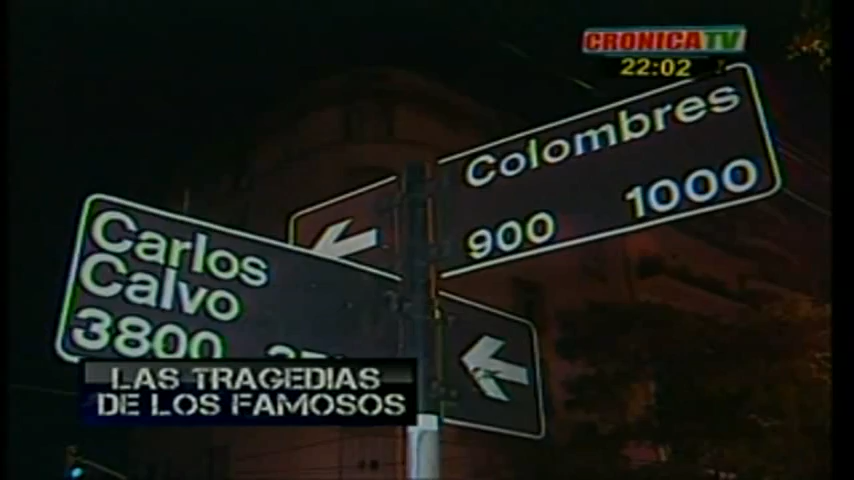 CRONICA TV
22:02
Colombres
900 1000
Carlos
Calvo
3800
LAS TRAGEDIAS
DE LOS FAMOSOS